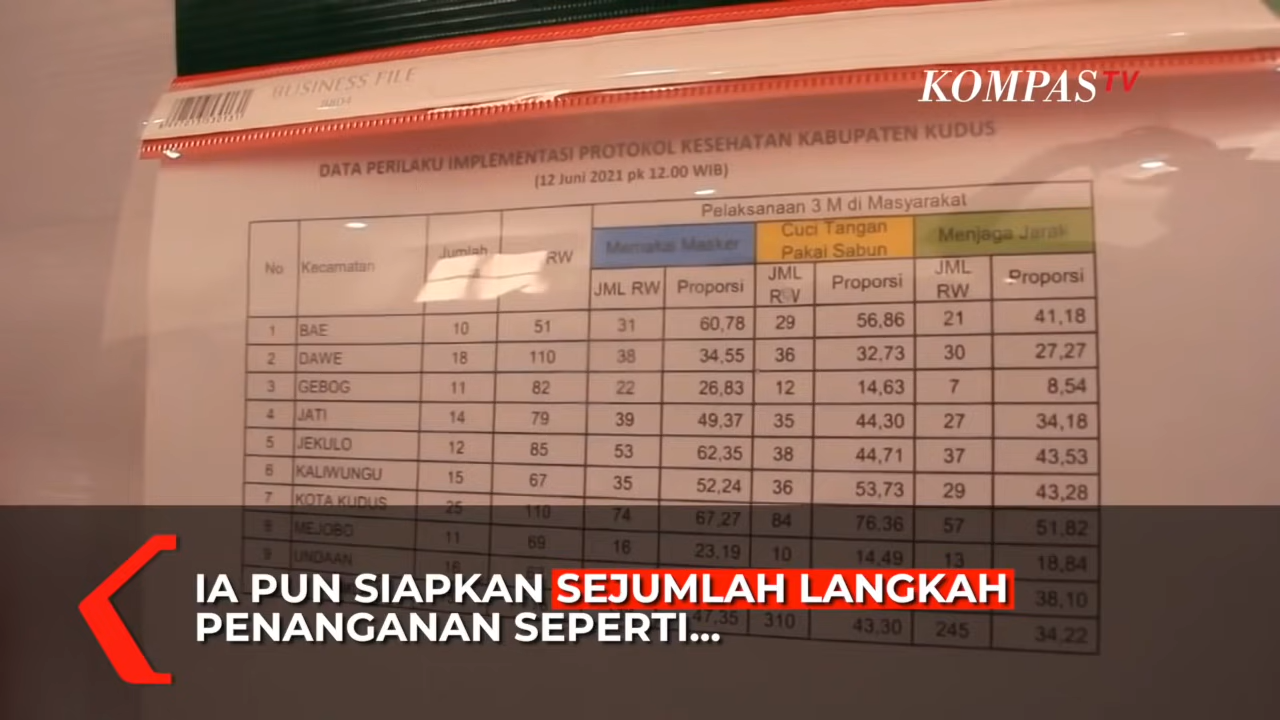 BUSINESS FILE
KOMPASTV
DATA PERILAKU IMPLEMENTASI PROTOKOL KESEHATAN KABUPATEN KUDUS
(12 Juni 2021 pk 12.00 WIB)
Pelaksanaan 3 M di Masyarakat
No Kecamatan Jumlah RW Memakai Masker Cuci Tangan Pakai Sabun Menjaga Jarak
JML RW Proporsi JML RW Proporsi JML RW Proporsi
1 BAE 10 51 31 60,78 29 56,86 21 41,18
2 DAWE 18 110 38 34,55 36 32,73 30 27,27
3 GEBOG 11 82 22 26,83 12 14,63 7 8,54
4 JATI 14 79 39 49,37 35 44,30 27 34,18
5 JEKULO 12 85 53 62,35 38 44,71 37 43,53
6 KALIWUNGU 15 67 35 52,24 36 53,73 29 43,28
7 KOTA KUDUS 25 110 74 67,27 84 76,36 57 51,82
8 MEJOBO 11 69 16 23,19 10 14,49 13 18,84
9 UNDAAN 38,10
47,35 310 43,30 245 34,22
IA PUN SIAPKAN SEJUMLAH LANGKAH
PENANGANAN SEPERTI...